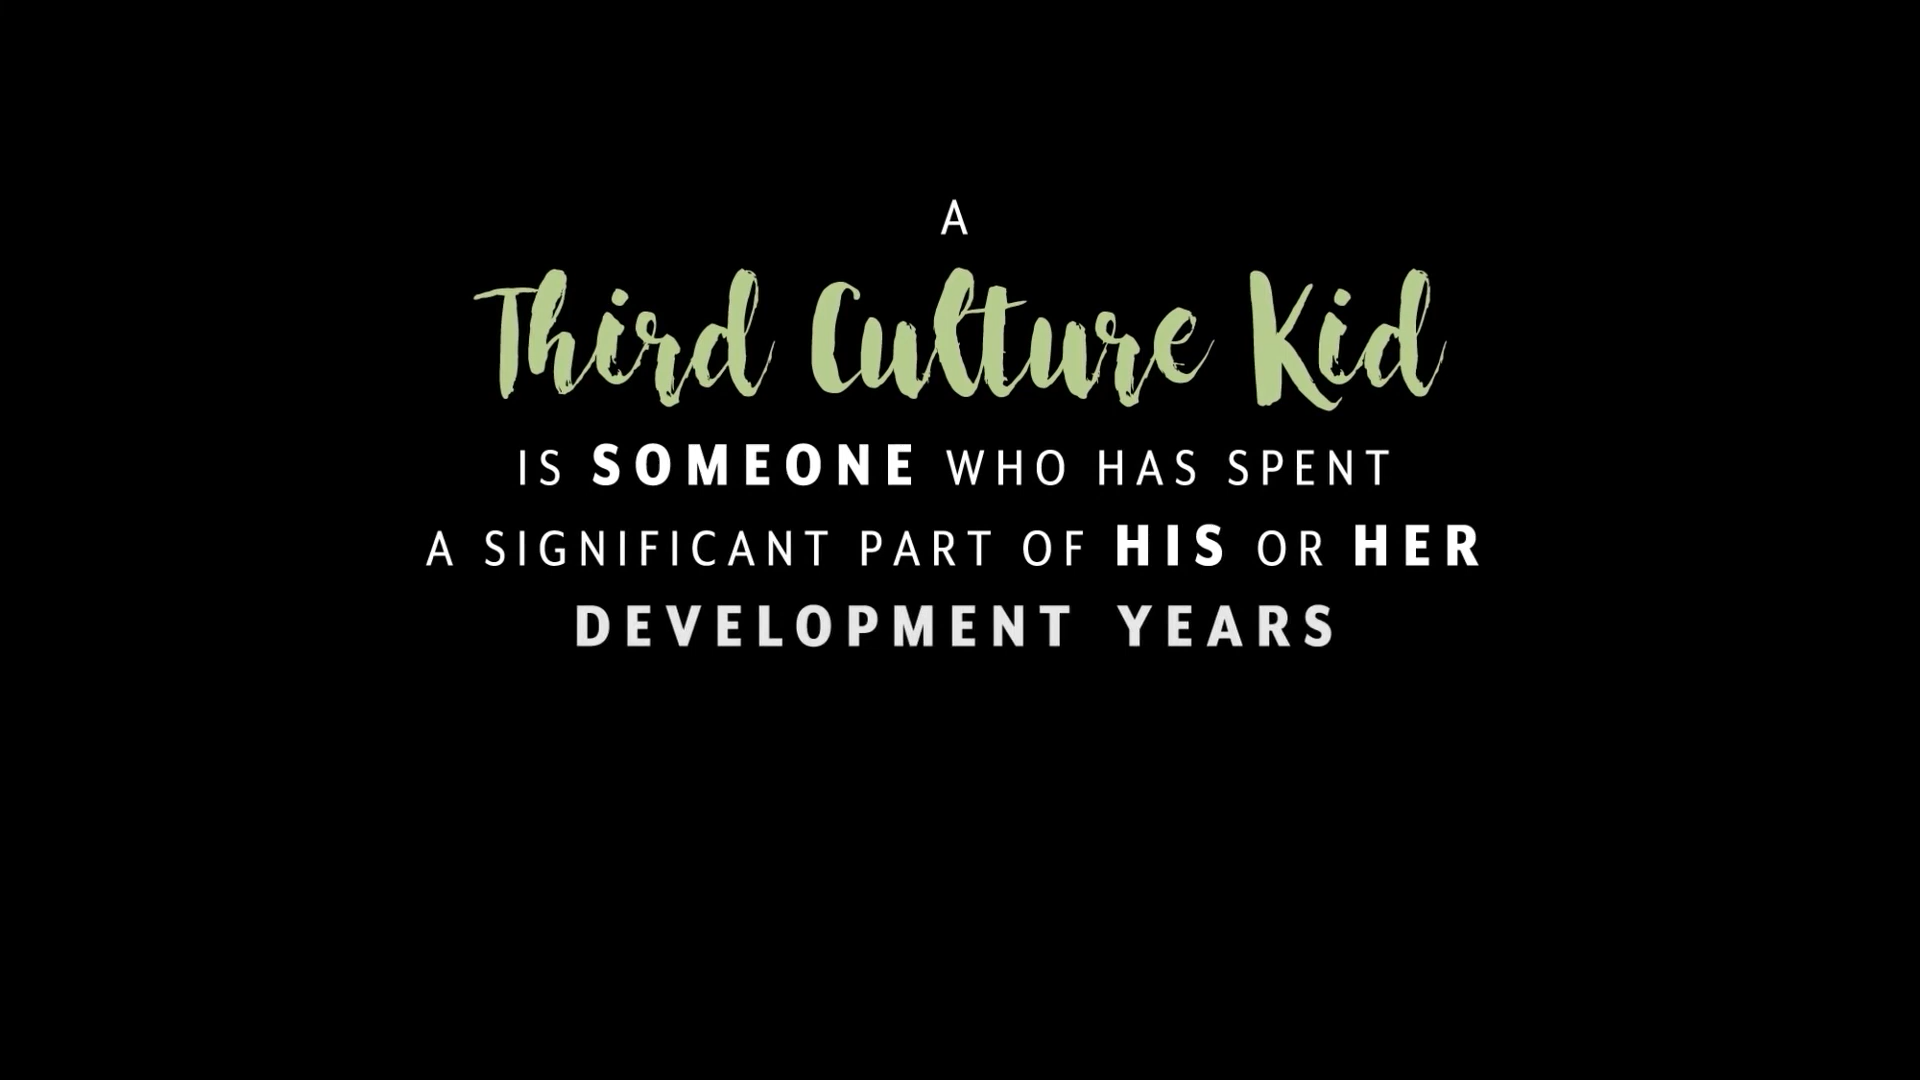 A
Third Culture Kid
IS SOMEONE WHO HAS SPENT
A SIGNIFICANT PART OF HIS OR HER
DEVELOPMENT YEARS